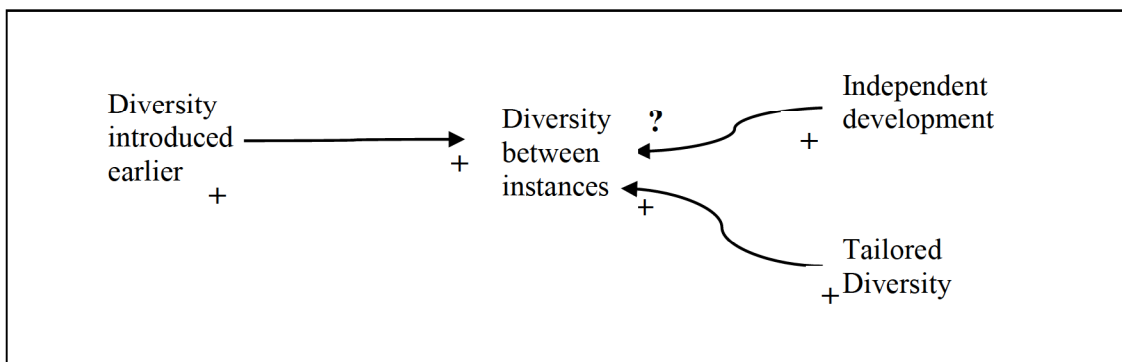 Diversity
introduced
earlier
+
+
Diversity
between
instances
?
+
Independent
development
+
Tailored
Diversity
+